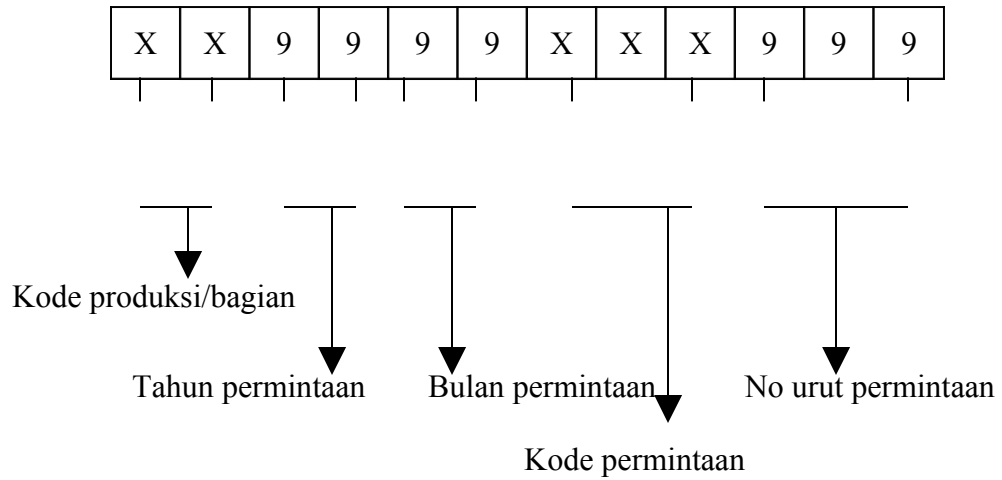 X X 9 9 9 9 X X X 9 9 9
Kode produksi/bagian
Tahun permintaan
Bulan permintaan
No urut permintaan
Kode permintaan